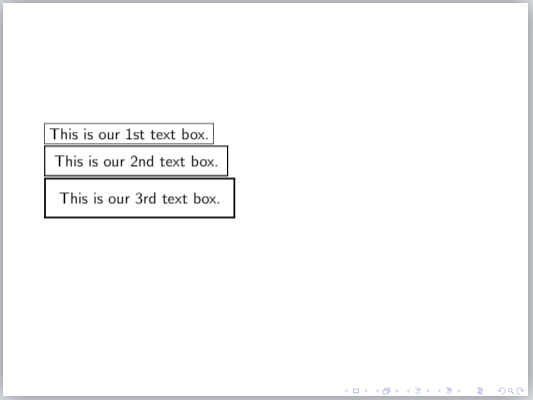 This is our 1st text box.
This is our 2nd text box.
This is our 3rd text box.